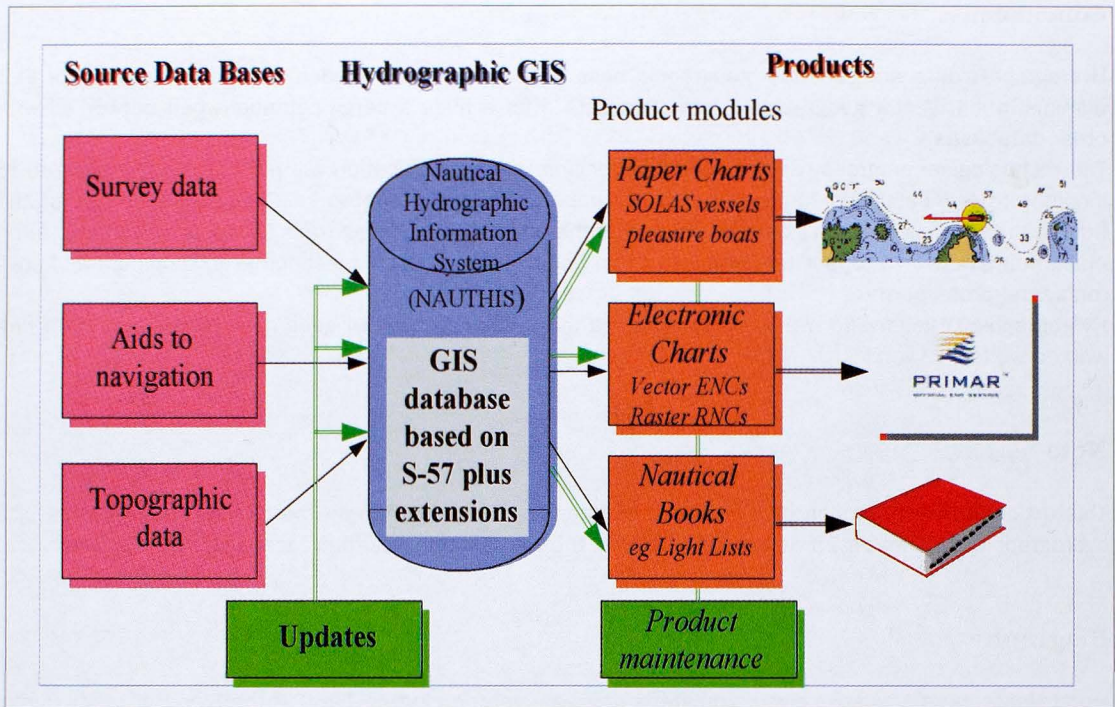 Source Data Bases
Hydrographic GIS
Products
Product modules
Survey data
Aids to
navigation
Topographic
data
Nautical
Hydrographic
Information
System
(NAUTHIS)
GIS
database
based on
S-57 plus
extensions
Paper Charts
SOLAS vessels
pleasure boats
Electronic
Charts
Vector ENCs
Raster RNCs
Nautical
Books
eg Light Lists
PRIMAR
Updates
Product
maintenance